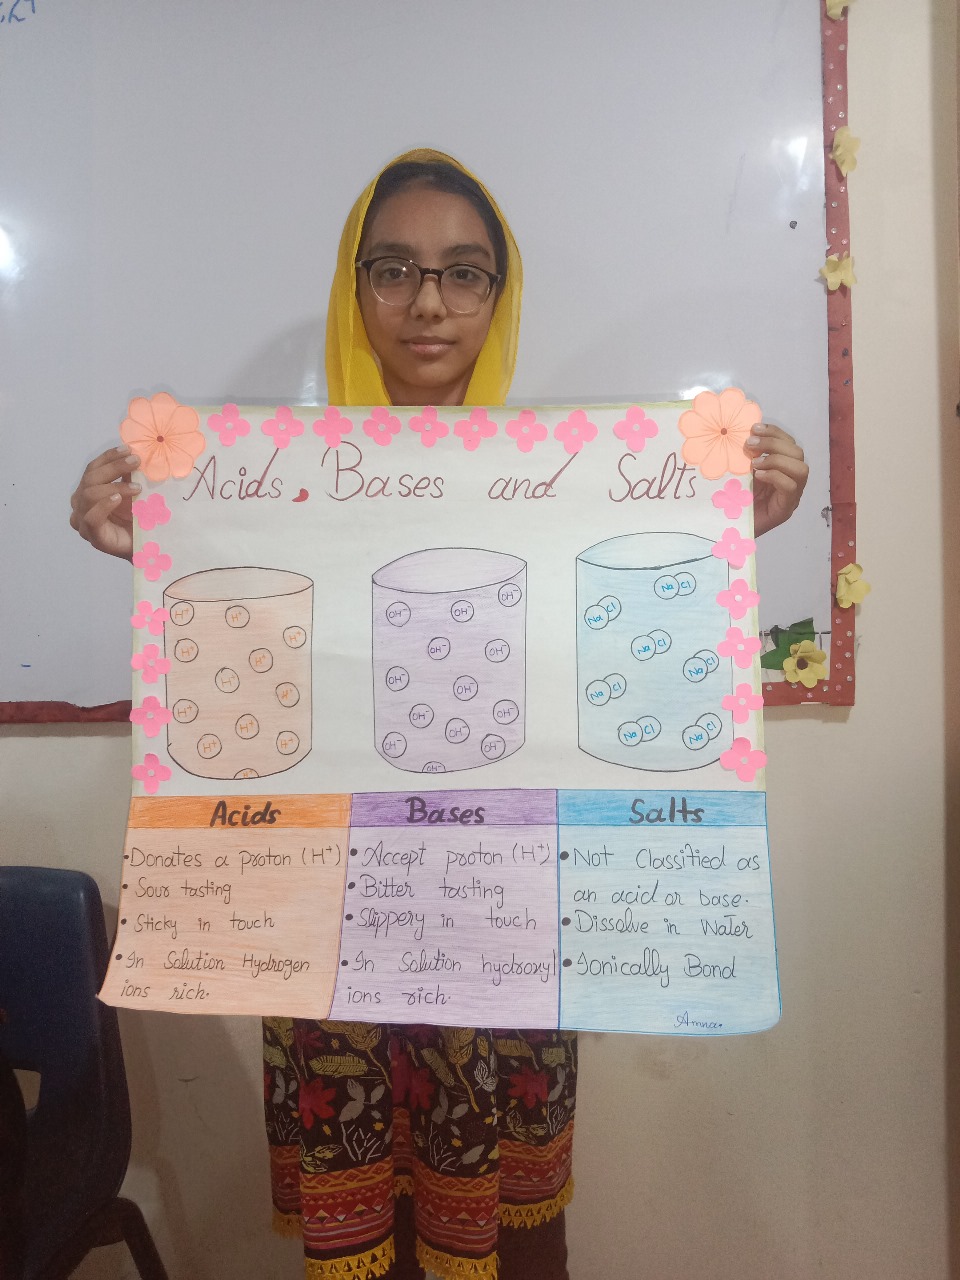 Acids, Bases and Salts
H⁺ H⁺ H⁺
H⁺ H⁺
H⁺ H⁺
H⁺ H⁺
H⁺ H⁺
H⁺
OH⁻ OH⁻ OH⁻
OH⁻ OH⁻
OH⁻ OH⁻
OH⁻ OH⁻
OH⁻ OH⁻ OH⁻
OH⁻
Na Cl
Na Cl
Na Cl
Na Cl
Na Cl
Na Cl
Na Cl
Acids
•Donates a proton (H⁺)
• Sour tasting
• Sticky in touch
•In Solution Hydrogen
ions rich.
Bases
• Accept proton (H⁺)
•Bitter tasting
•Slippery in touch
•In Solution hydroxyl
ions rich.
Salts
•Not Classified as
an acid or base.
•Dissolve in Water
•Ionically Bond
Amna.